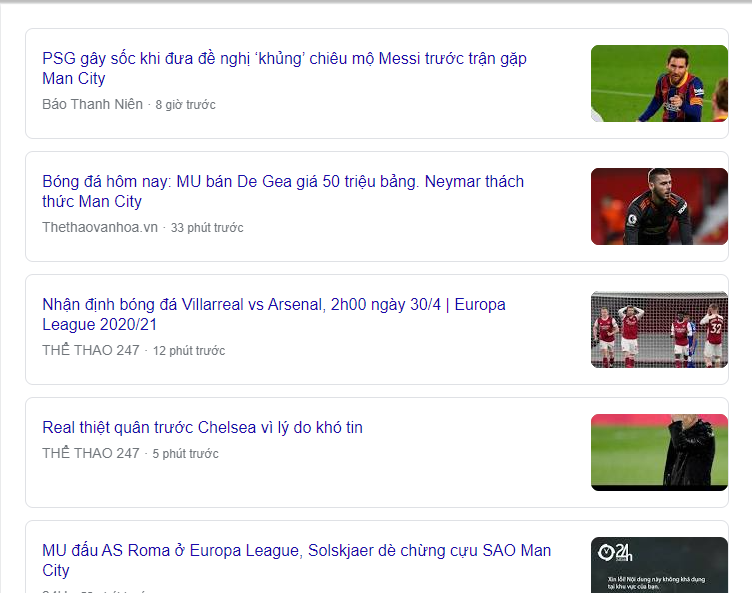 PSG gây sốc khi đưa đề nghị ‘khủng’ chiêu mộ Messi trước trận gặp
Man City
Báo Thanh Niên · 8 giờ trước
Bóng đá hôm nay: MU bán De Gea giá 50 triệu bảng. Neymar thách
thức Man City
Thethaovanhoa.vn · 33 phút trước
Nhận định bóng đá Villarreal vs Arsenal, 2h00 ngày 30/4 | Europa
League 2020/21
THỂ THAO 247 · 12 phút trước
32
Real thiệt quân trước Chelsea vì lý do khó tin
THỂ THAO 247 · 5 phút trước
MU đấu AS Roma ở Europa League, Solskjaer dè chừng cựu SAO Man
City
24h
Xin lỗi! Nội dung này không khả dụng
tại khu vực của bạn.